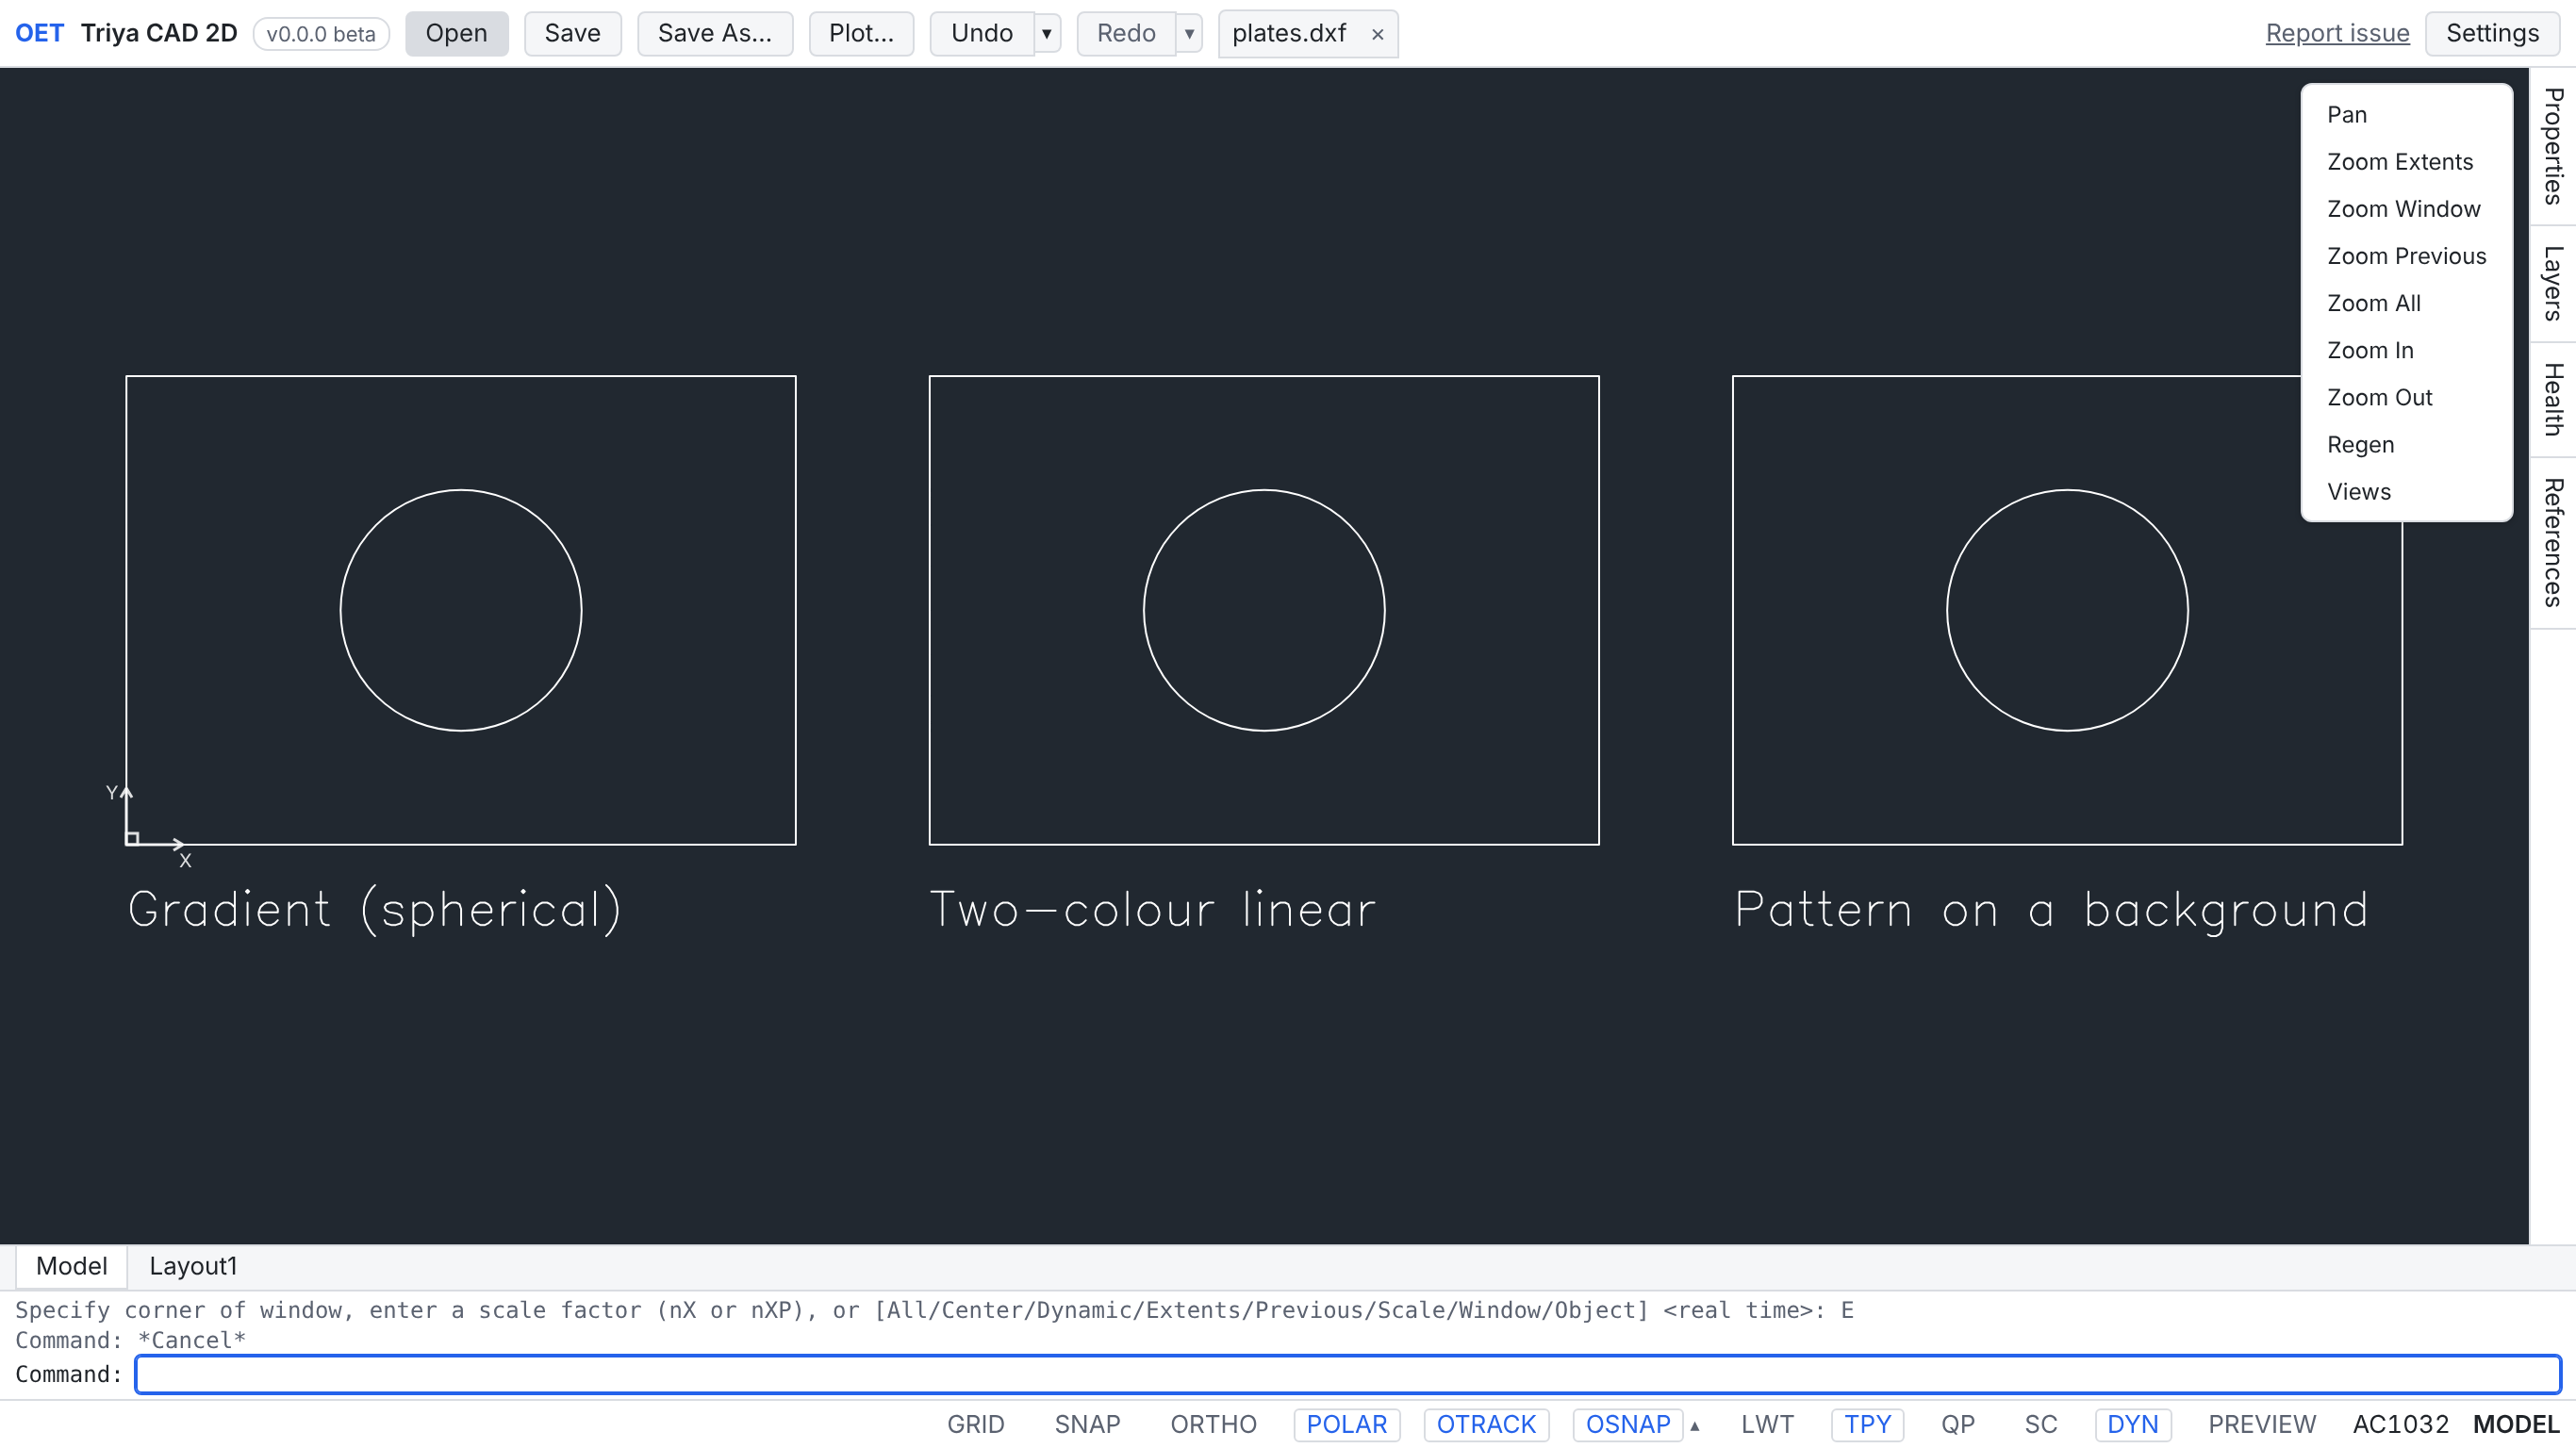 OET Triya CAD 2D v0.0.0 beta Open Save Save As... Plot... Undo ▾ Redo ▾ plates.dxf × Report issue Settings
Pan
Zoom Extents
Zoom Window
Zoom Previous
Zoom All
Zoom In
Zoom Out
Regen
Views
Properties
Layers
Health
References
Y
X
Gradient (spherical)
Two-colour linear
Pattern on a background
Model Layout1
Specify corner of window, enter a scale factor (nX or nXP), or [All/Center/Dynamic/Extents/Previous/Scale/Window/Object] <real time>: E
Command: *Cancel*
Command:
GRID SNAP ORTHO POLAR OTRACK OSNAP ▴ LWT TPY QP SC DYN PREVIEW AC1032 MODEL